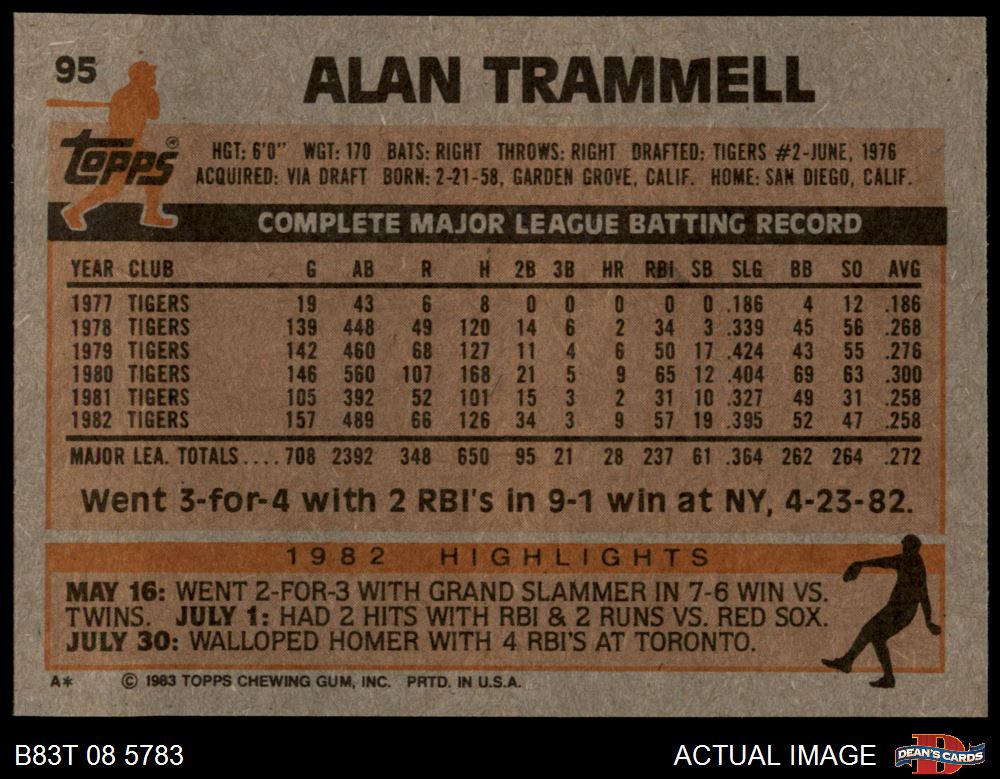 95
ALAN TRAMMELL
Topps®
HGT: 6'0" WGT: 170 BATS: RIGHT THROWS: RIGHT DRAFTED: TIGERS #2-JUNE, 1976
ACQUIRED: VIA DRAFT BORN: 2-21-58, GARDEN GROVE, CALIF. HOME: SAN DIEGO, CALIF.
COMPLETE MAJOR LEAGUE BATTING RECORD
YEAR CLUB G AB R H 2B 3B HR RBI SB SLG BB SO AVG
1977 TIGERS 19 43 6 8 0 0 0 0 0 .186 4 12 .186
1978 TIGERS 139 448 49 120 14 6 2 34 3 .339 45 56 .268
1979 TIGERS 142 460 68 127 11 4 6 50 17 .424 43 55 .276
1980 TIGERS 146 560 107 168 21 5 9 65 12 .404 69 63 .300
1981 TIGERS 105 392 52 101 15 3 2 31 10 .327 49 31 .258
1982 TIGERS 157 489 66 126 34 3 9 57 19 .395 52 47 .258
MAJOR LEA. TOTALS....708 2392 348 650 95 21 28 237 61 .364 262 264 .272
Went 3-for-4 with 2 RBI's in 9-1 win at NY, 4-23-82.
1982 HIGHLIGHTS
MAY 16: WENT 2-FOR-3 WITH GRAND SLAMMER IN 7-6 WIN VS.
TWINS. JULY 1: HAD 2 HITS WITH RBI & 2 RUNS VS. RED SOX.
JULY 30: WALLOPED HOMER WITH 4 RBI'S AT TORONTO.
A* © 1983 TOPPS CHEWING GUM, INC. PRTD. IN U.S.A.
B83T 08 5783
ACTUAL IMAGE
D
DEAN'S CARDS